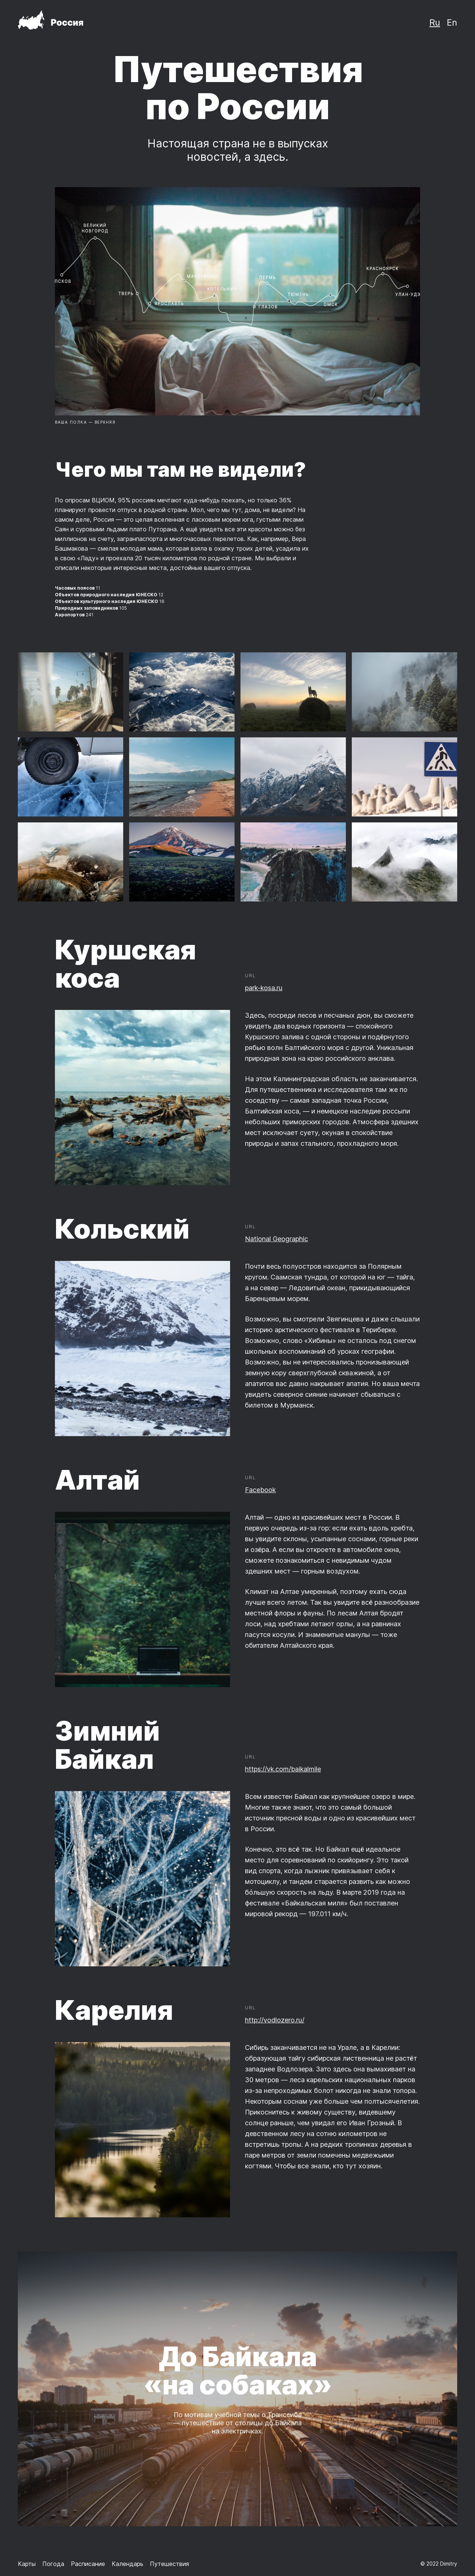 Россия
Ru En
Путешествия
по России
Настоящая страна не в выпусках
новостей, а здесь.
ВЕЛИКИЙ
НОВГОРОД
ПСКОВ
ТВЕРЬ
ЯРОСЛАВЛЬ
ПЕРМЬ
ГЛАЗОВ
ТЮМЕНЬ
ОМСК
КРАСНОЯРСК
УЛАН-УДЭ
ВАША ПОЛКА — ВЕРХНЯЯ
Чего мы там не видели?
По опросам ВЦИОМ, 95% россиян мечтают куда-нибудь поехать, но только 36%
планируют провести отпуск в родной стране. Мол, чего мы тут, дома, не видели? На
самом деле, Россия — это целая вселенная с ласковым морем юга, густыми лесами
Саян и суровыми льдами плато Путорана. А ещё увидеть все эти красоты можно без
миллионов на счету, загранпаспорта и многочасовых перелетов. Как, например, Вера
Башмакова — смелая молодая мама, которая взяла в охапку троих детей, усадила их
в свою «Ладу» и проехала 20 тысяч километров по родной стране. Мы выбрали и
описали некоторые интересные места, достойные вашего отпуска.
Часовых поясов 11
Объектов природного наследия ЮНЕСКО 12
Объектов культурного наследия ЮНЕСКО 16
Природных заповедников 105
Аэропортов 241
Куршская
коса
URL
park-kosa.ru
Здесь, посреди лесов и песчаных дюн, вы сможете
увидеть два водных горизонта — спокойного
Куршского залива с одной стороны и подёрнутого
рябью волн Балтийского моря с другой. Уникальная
природная зона на краю российского анклава.
На этом Калининградская область не заканчивается.
Для путешественника и исследователя там же по
соседству — самая западная точка России,
Балтийская коса, — и немецкое наследие россыпи
небольших приморских городов. Атмосфера здешних
мест исключает суету, окуная в спокойствие
природы и запах стального, прохладного моря.
Кольский
URL
National Geographic
Почти весь полуостров находится за Полярным
кругом. Саамская тундра, от которой на юг — тайга,
а на север — Ледовитый океан, прикидывающийся
Баренцевым морем.
Возможно, вы смотрели Звягинцева и даже слышали
историю арктического фестиваля в Териберке.
Возможно, слово «Хибины» не осталось под снегом
школьных воспоминаний об уроках географии.
Возможно, вы не интересовались пронизывающей
земную кору сверхглубокой скважиной, а от
апатитов вас давно накрывает апатия. Но ваша мечта
увидеть северное сияние начинает сбываться с
билетом в Мурманск.
Алтай
URL
Facebook
Алтай — одно из красивейших мест в России. В
первую очередь из-за гор: если ехать вдоль хребта,
вы увидите склоны, усыпанные соснами, горные реки
и озёра. А если вы откроете в автомобиле окна,
сможете познакомиться с невидимым чудом
здешних мест — горным воздухом.
Климат на Алтае умеренный, поэтому ехать сюда
лучше всего летом. Так вы увидите всё разнообразие
местной флоры и фауны. По лесам Алтая бродят
лоси, над хребтами летают орлы, а на равнинах
пасутся косули. И знаменитые манулы — тоже
обитатели Алтайского края.
Зимний
Байкал
URL
https://vk.com/baikalmile
Всем известен Байкал как крупнейшее озеро в мире.
Многие также знают, что это самый большой
источник пресной воды и одно из красивейших мест
в России.
Конечно, это всё так. Но Байкал ещё идеальное
место для соревнований по скийорингу. Это такой
вид спорта, когда лыжник привязывает себя к
мотоциклу, и тандем старается развить как можно
бо́льшую скорость на льду. В марте 2019 года на
фестивале «Байкальская миля» был поставлен
мировой рекорд — 197.011 км/ч.
Карелия
URL
http://vodlozero.ru/
Сибирь заканчивается не на Урале, а в Карелии:
образующая тайгу сибирская лиственница не растёт
западнее Водлозера. Зато здесь она вымахивает на
30 метров — леса карельских национальных парков
из-за непроходимых болот никогда не знали топора.
Некоторым соснам уже больше чем полтысячелетия.
Прикоснитесь к живому существу, видевшему
солнце раньше, чем увидал его Иван Грозный. В
девственном лесу на сотню километров не
встретишь тропы. А на редких тропинках деревья в
паре метров от земли помечены медвежьими
когтями. Чтобы все знали, кто тут хозяин.
До Байкала
«на собаках»
По мотивам учебной темы о Транссибе
— путешествие от столицы до Байкала
на электричках.
Карты Погода Расписание Календарь Путешествия
© 2022 Dimitry